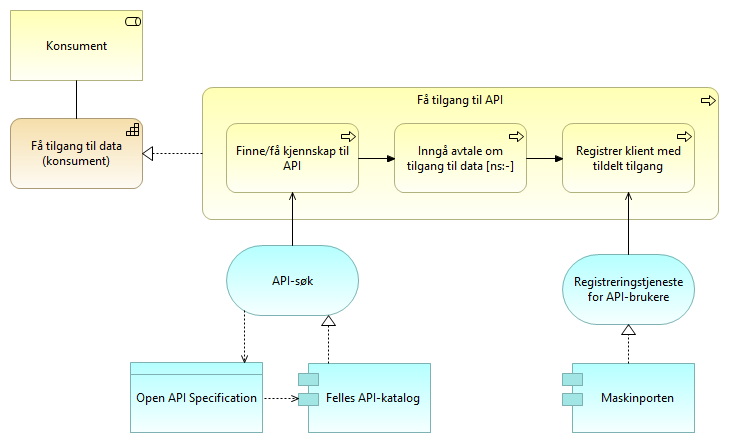 Konsument
Få tilgang til API
Få tilgang til data
(konsument)
Finne/få kjennskap til
API
Inngå avtale om
tilgang til data [ns:-]
Registrer klient med
tildelt tilgang
API-søk
Registreringstjeneste
for API-brukere
Open API Specification
Felles API-katalog
Maskinporten